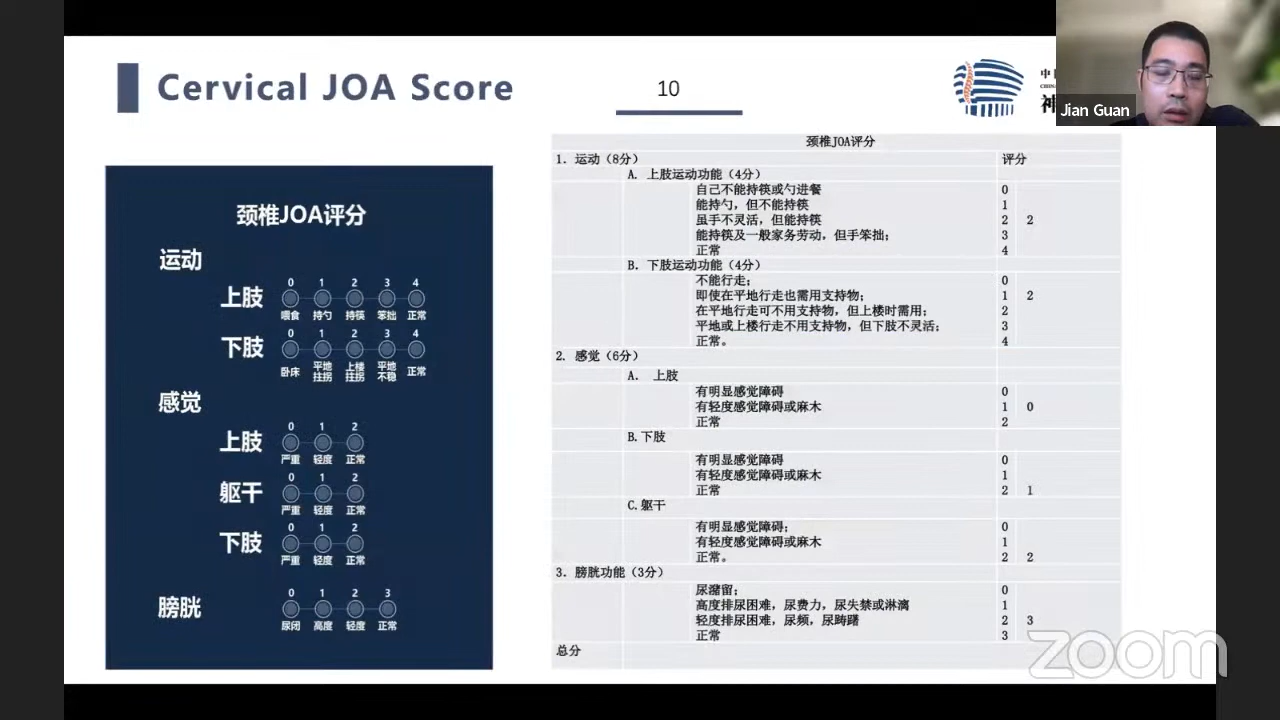 Cervical JOA Score
10
中
CHIN
神
Jian Guan
颈椎JOA评分
运动
上肢
0 1 2 3 4
喂食 持勺 持筷 笨拙 正常
下肢
0 1 2 3 4
卧床 平地拄拐 上楼拄拐 平地不稳 正常
感觉
上肢
0 1 2
严重 轻度 正常
躯干
0 1 2
严重 轻度 正常
下肢
0 1 2
严重 轻度 正常
膀胱
0 1 2 3
尿闭 高度 轻度 正常
颈椎JOA评分
1. 运动（8分） 评分
A. 上肢运动功能（4分）
自己不能持筷或勺进餐 0
能持勺，但不能持筷 1
虽手不灵活，但能持筷 2 2
能持筷及一般家务劳动，但手笨拙； 3
正常 4
B. 下肢运动功能（4分）
不能行走； 0
即使在平地行走也需用支持物； 1 2
在平地行走可不用支持物，但上楼时需用； 2
平地或上楼行走不用支持物，但下肢不灵活； 3
正常。 4
2. 感觉（6分）
A. 上肢
有明显感觉障碍 0
有轻度感觉障碍或麻木 1 0
正常 2
B.下肢
有明显感觉障碍 0
有轻度感觉障碍或麻木 1
正常 2 1
C.躯干
有明显感觉障碍； 0
有轻度感觉障碍或麻木 1
正常。 2 2
3. 膀胱功能（3分）
尿潴留； 0
高度排尿困难，尿费力，尿失禁或淋漓 1
轻度排尿困难，尿频，尿踌躇 2 3
正常 3
总分
zoom